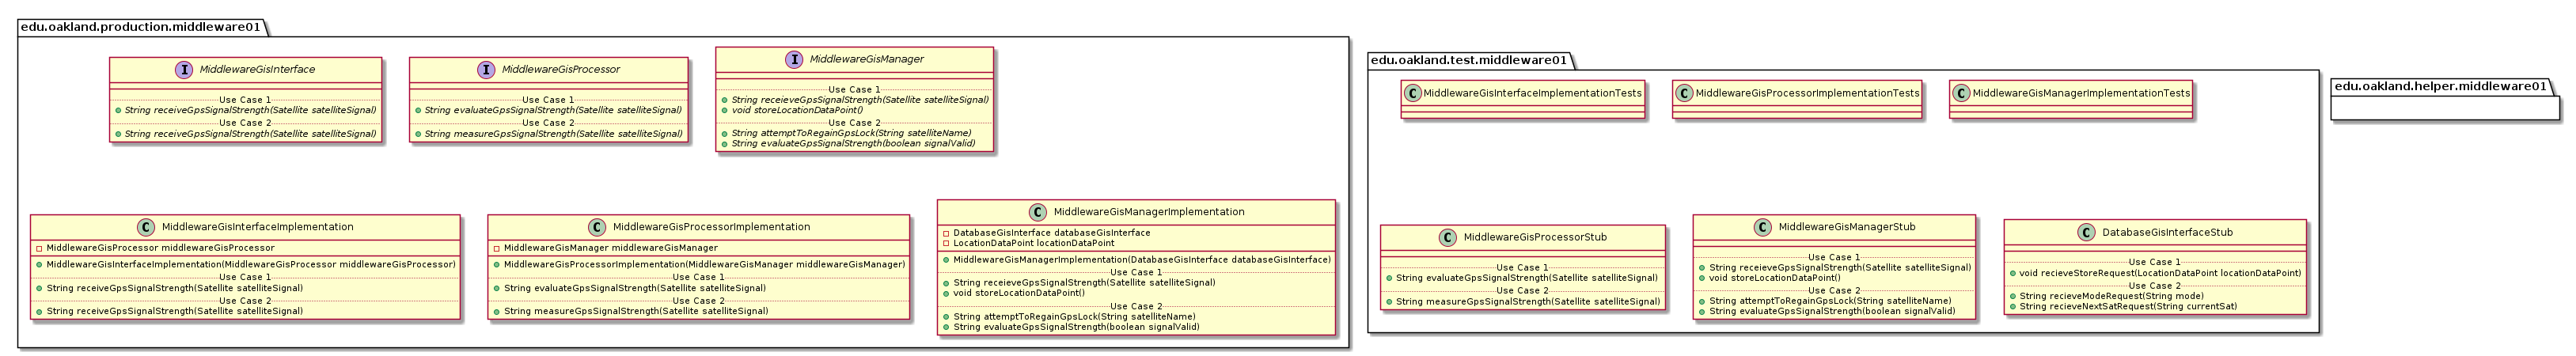 edu.oakland.production.middleware01
I MiddlewareGisInterface
Use Case 1
String receiveGpsSignalStrength(Satellite satelliteSignal)
Use Case 2
String receiveGpsSignalStrength(Satellite satelliteSignal)
I MiddlewareGisProcessor
Use Case 1
String evaluateGpsSignalStrength(Satellite satelliteSignal)
Use Case 2
String measureGpsSignalStrength(Satellite satelliteSignal)
I MiddlewareGisManager
Use Case 1
String receieveGpsSignalStrength(Satellite satelliteSignal)
void storeLocationDataPoint()
Use Case 2
String attemptToRegainGpsLock(String satelliteName)
String evaluateGpsSignalStrength(boolean signalValid)
C MiddlewareGisInterfaceImplementation
MiddlewareGisProcessor middlewareGisProcessor
MiddlewareGisInterfaceImplementation(MiddlewareGisProcessor middlewareGisProcessor)
Use Case 1
String receiveGpsSignalStrength(Satellite satelliteSignal)
Use Case 2
String receiveGpsSignalStrength(Satellite satelliteSignal)
C MiddlewareGisProcessorImplementation
MiddlewareGisManager middlewareGisManager
MiddlewareGisProcessorImplementation(MiddlewareGisManager middlewareGisManager)
Use Case 1
String evaluateGpsSignalStrength(Satellite satelliteSignal)
Use Case 2
String measureGpsSignalStrength(Satellite satelliteSignal)
C MiddlewareGisManagerImplementation
DatabaseGisInterface databaseGisInterface
LocationDataPoint locationDataPoint
MiddlewareGisManagerImplementation(DatabaseGisInterface databaseGisInterface)
Use Case 1
String receieveGpsSignalStrength(Satellite satelliteSignal)
void storeLocationDataPoint()
Use Case 2
String attemptToRegainGpsLock(String satelliteName)
String evaluateGpsSignalStrength(boolean signalValid)
edu.oakland.test.middleware01
C MiddlewareGisInterfaceImplementationTests
C MiddlewareGisProcessorImplementationTests
C MiddlewareGisManagerImplementationTests
C MiddlewareGisProcessorStub
Use Case 1
String evaluateGpsSignalStrength(Satellite satelliteSignal)
Use Case 2
String measureGpsSignalStrength(Satellite satelliteSignal)
C MiddlewareGisManagerStub
Use Case 1
String receieveGpsSignalStrength(Satellite satelliteSignal)
void storeLocationDataPoint()
Use Case 2
String attemptToRegainGpsLock(String satelliteName)
String evaluateGpsSignalStrength(boolean signalValid)
C DatabaseGisInterfaceStub
Use Case 1
void recieveStoreRequest(LocationDataPoint locationDataPoint)
Use Case 2
String recieveModeRequest(String mode)
String recieveNextSatRequest(String currentSat)
edu.oakland.helper.middleware01